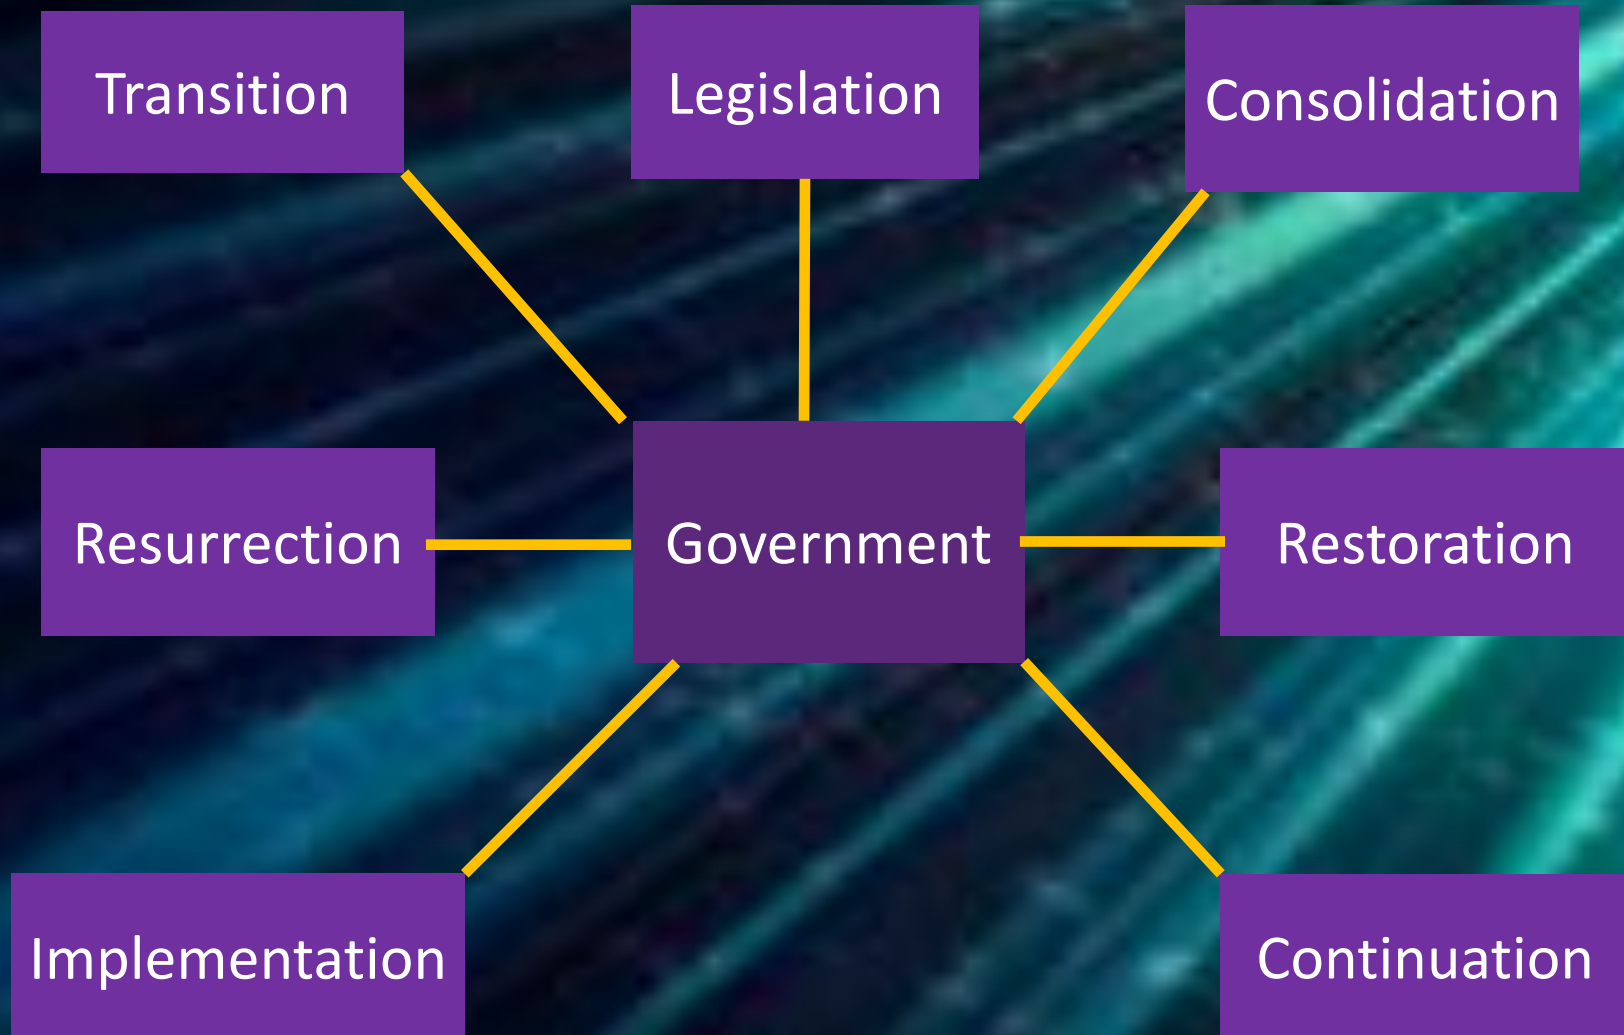 Transition
Legislation
Consolidation
Resurrection
Government
Restoration
Implementation
Continuation